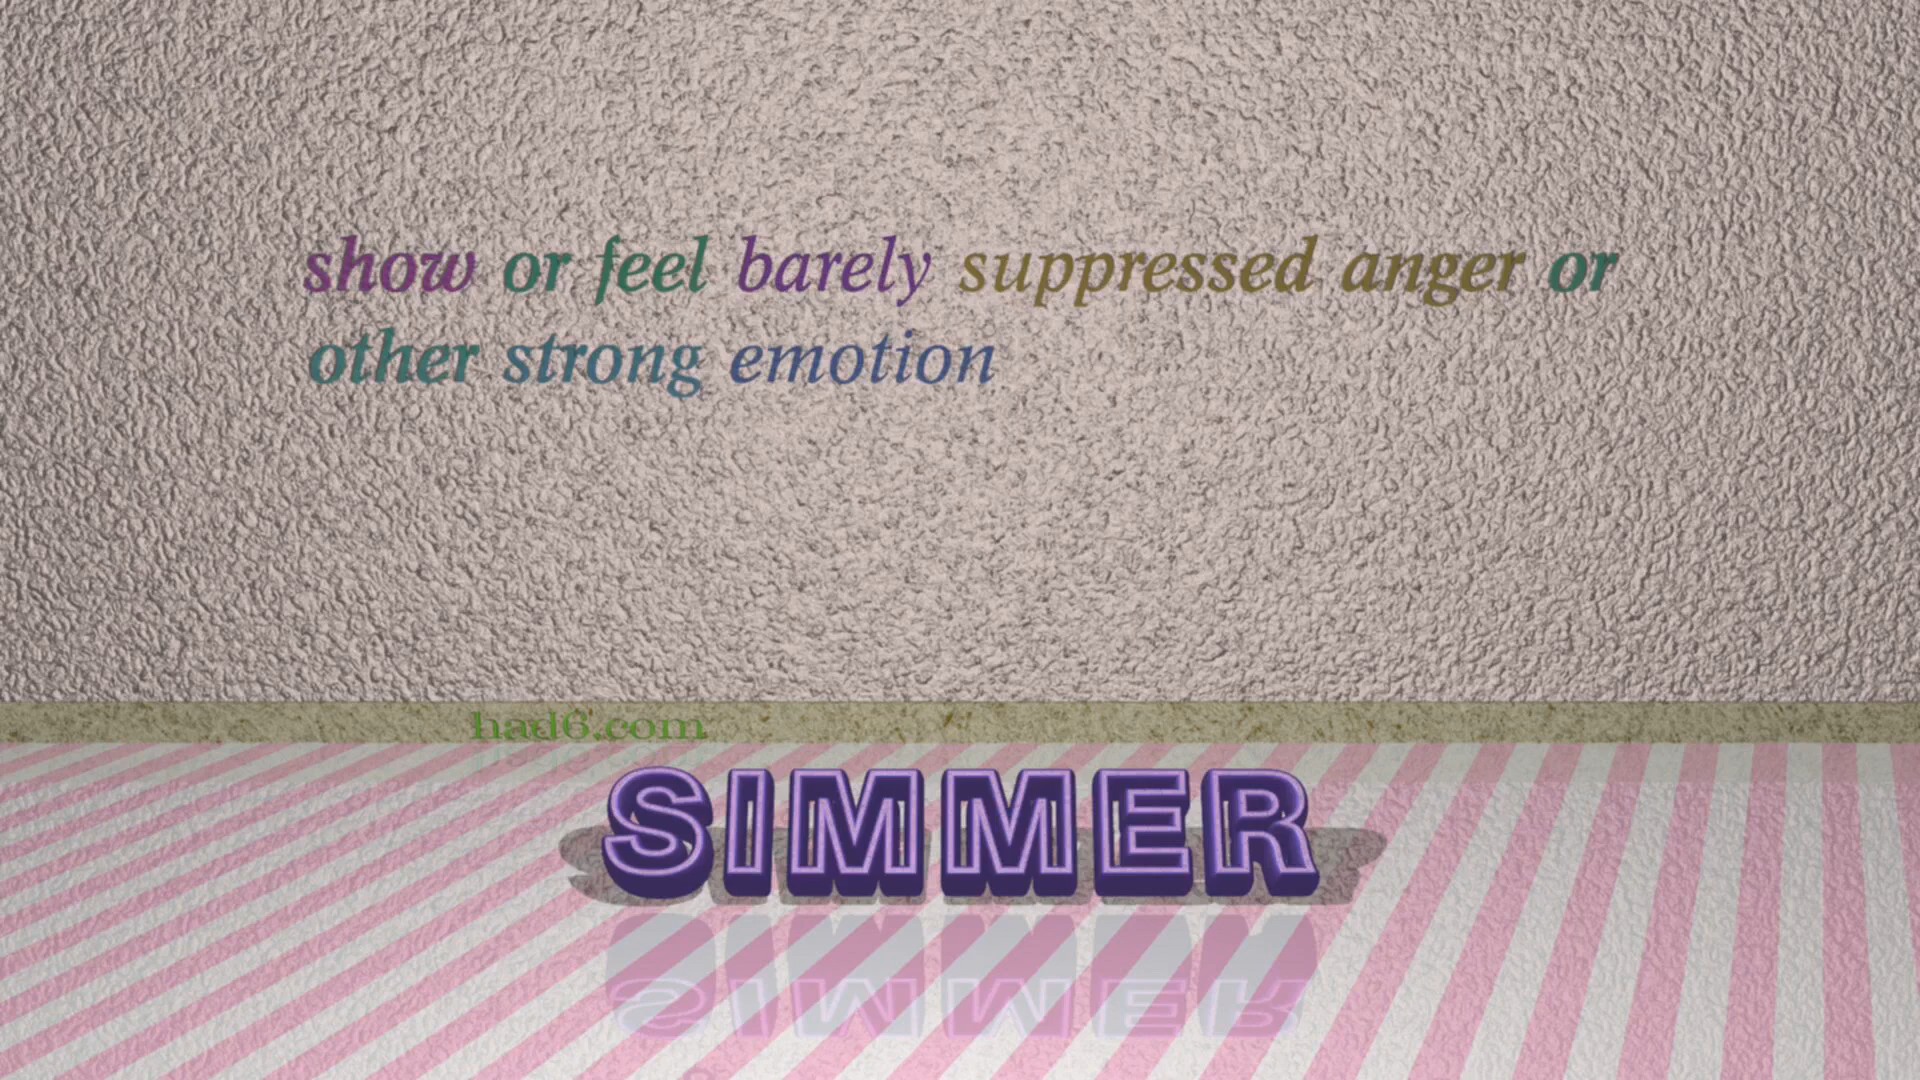 show or feel barely suppressed anger or
other strong emotion
had6.com
SIMMER